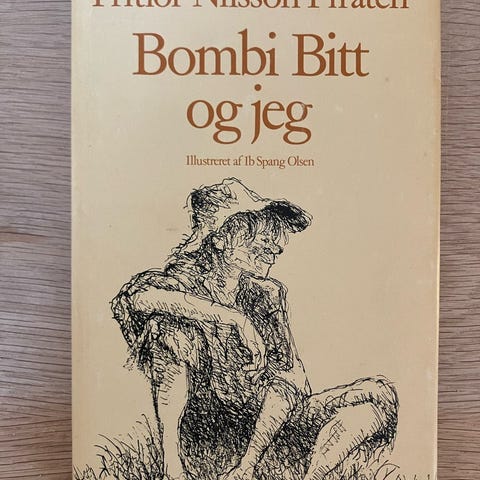 Fritiof Nilsson Piraten
Bombi Bitt
og jeg
Illustreret af Ib Spang Olsen